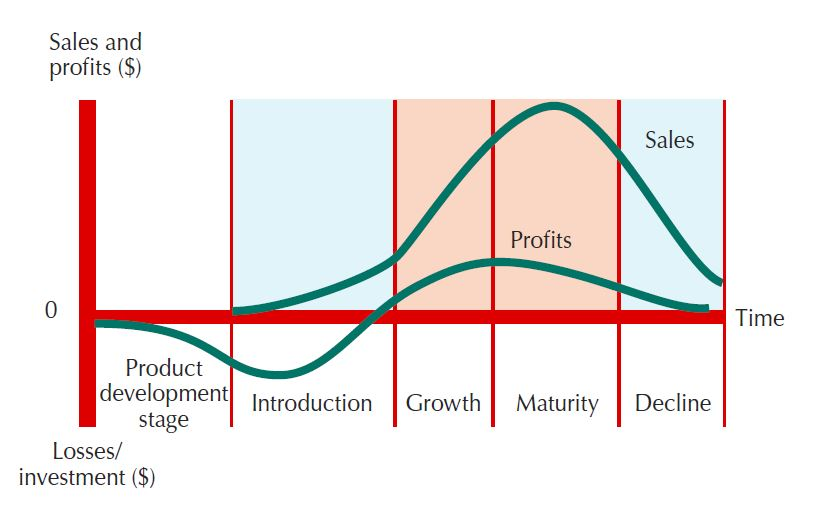 Sales and
profits ($)
Sales
Profits
0
Time
Product
development
stage
Introduction
Growth
Maturity
Decline
Losses/
investment ($)